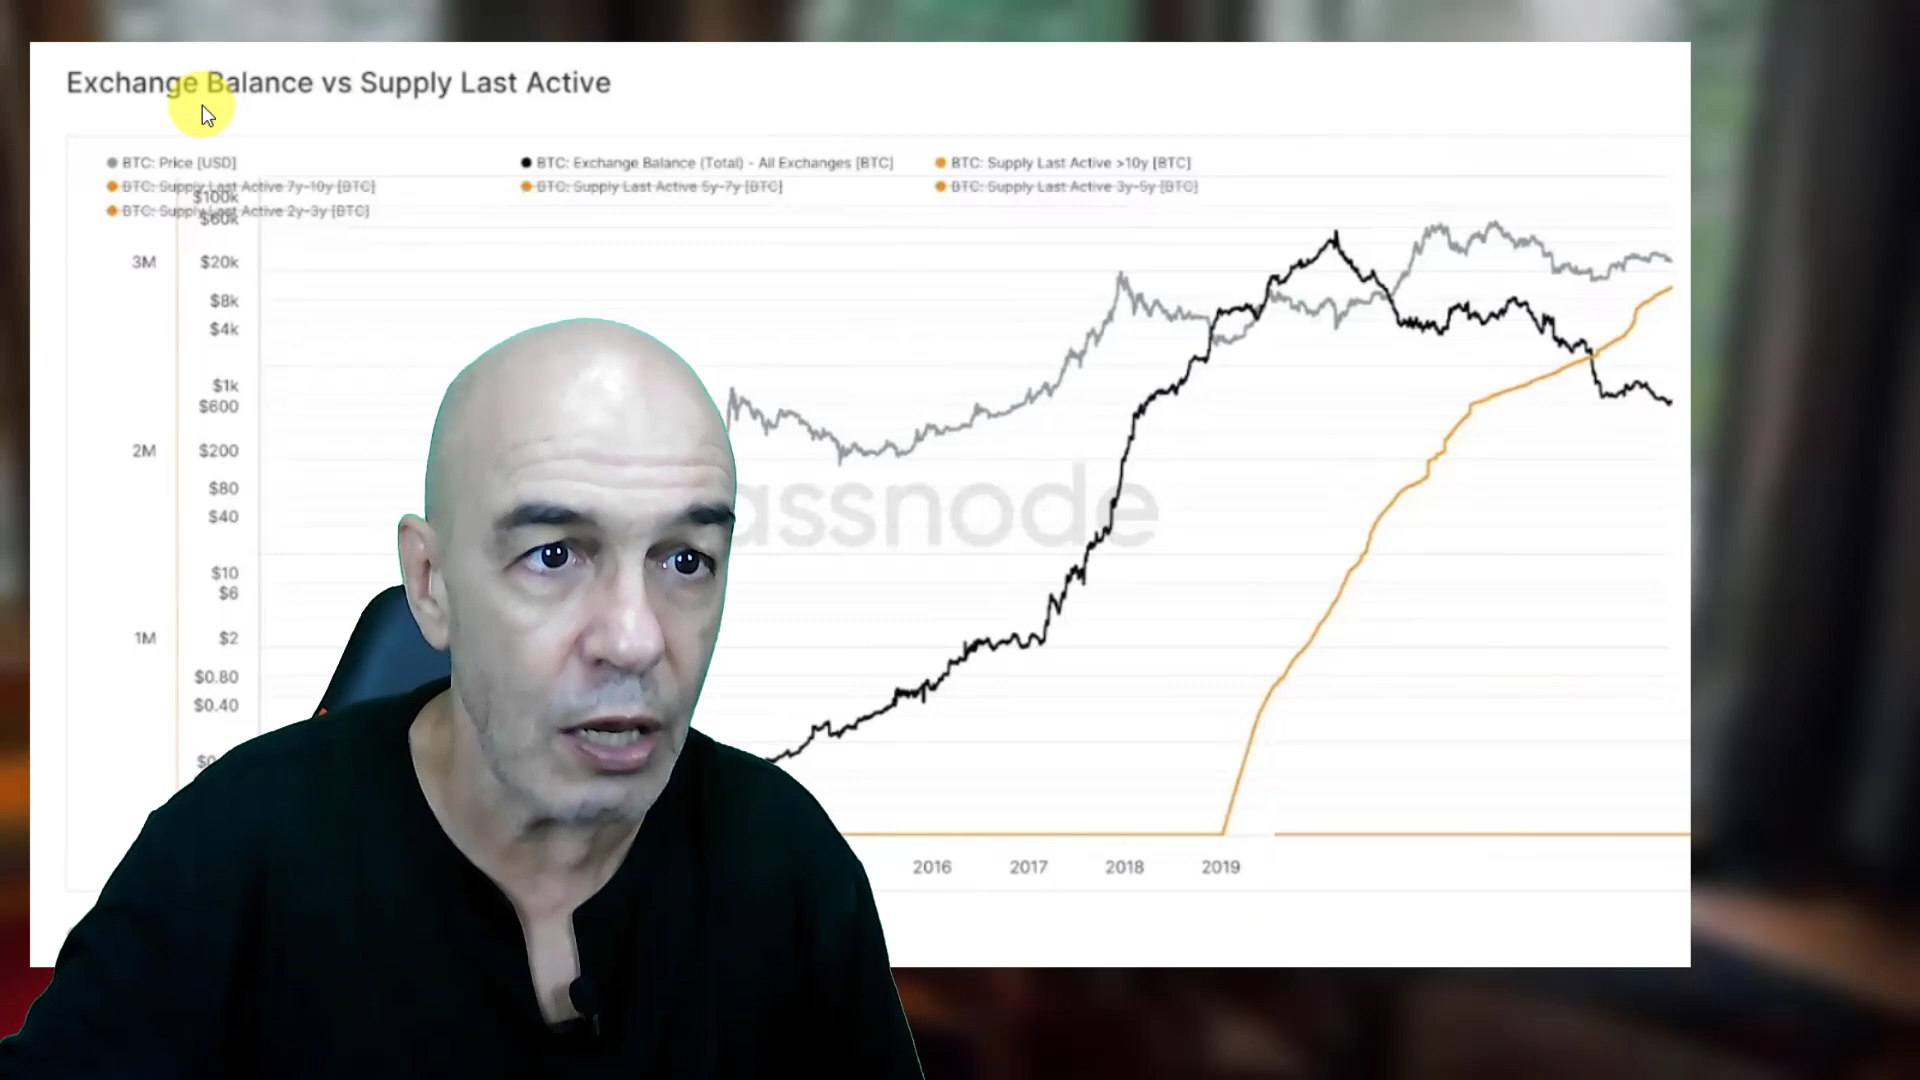 Exchange Balance vs Supply Last Active
BTC: Price [USD]
BTC: Exchange Balance (Total) - All Exchanges [BTC]
BTC: Supply Last Active >10y [BTC]
BTC: Supply Last Active 7y-10y [BTC]
BTC: Supply Last Active 5y-7y [BTC]
BTC: Supply Last Active 3y-5y [BTC]
BTC: Supply Last Active 2y-3y [BTC]
$100k
$60k
3M
$20k
$8k
$4k
$1k
$600
2M
$200
$80
$40
assnode
$10
$6
1M
$2
$0.80
$0.40
2016 2017 2018 2019